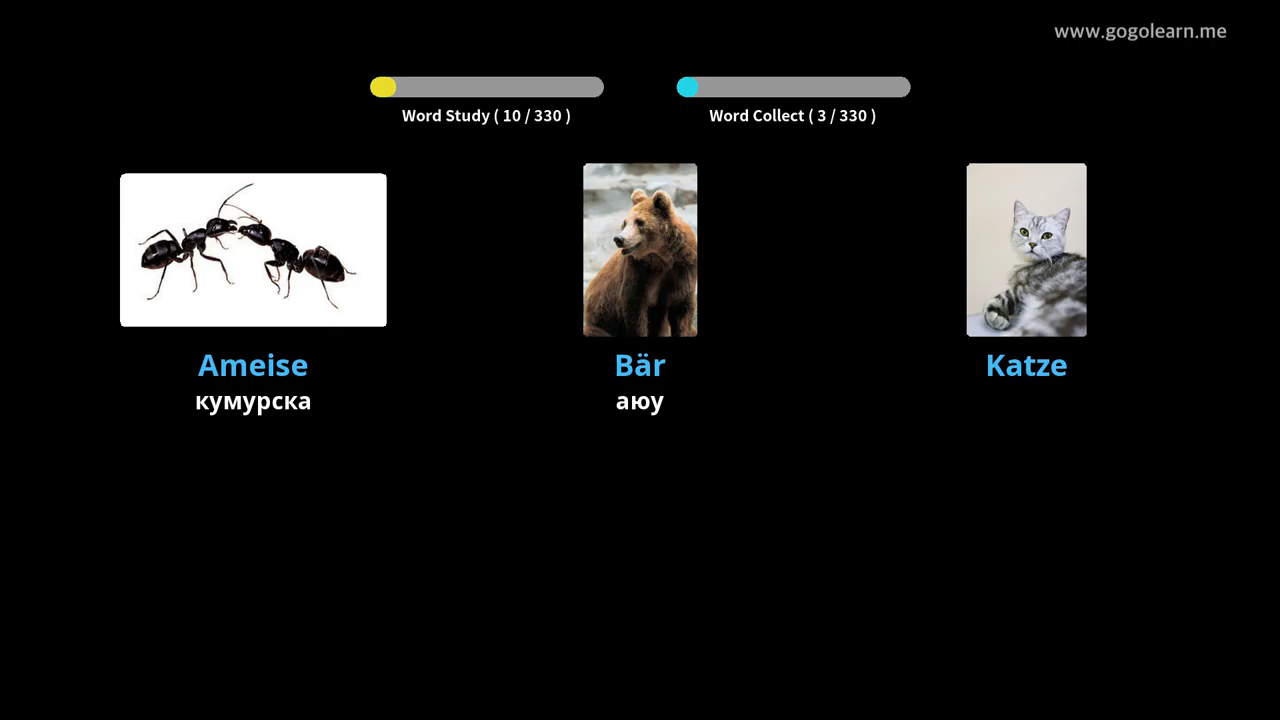 www.gogolearn.me
Word Study ( 10 / 330 )
Word Collect ( 3 / 330 )
Ameise
Bär
Katze
кумурска
аюу